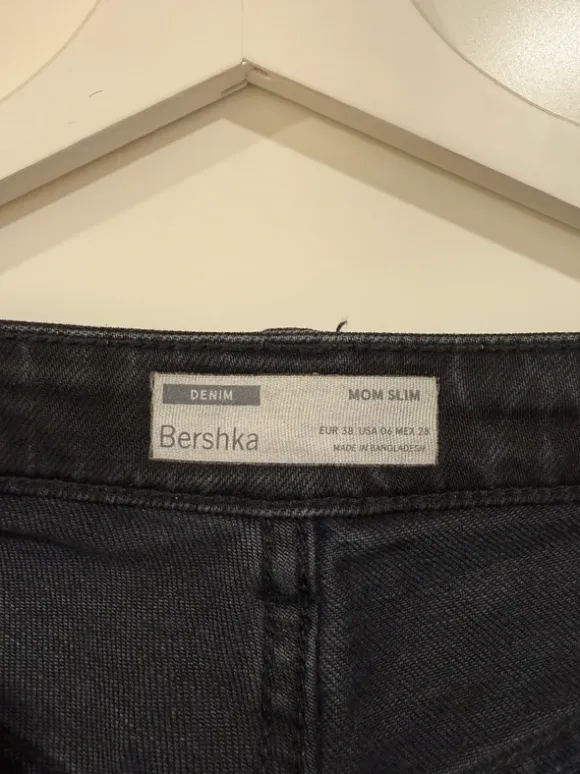 DENIM
MOM SLIM
Bershka
EUR 38 USA 06 MEX 28
MADE IN BANGLADESH